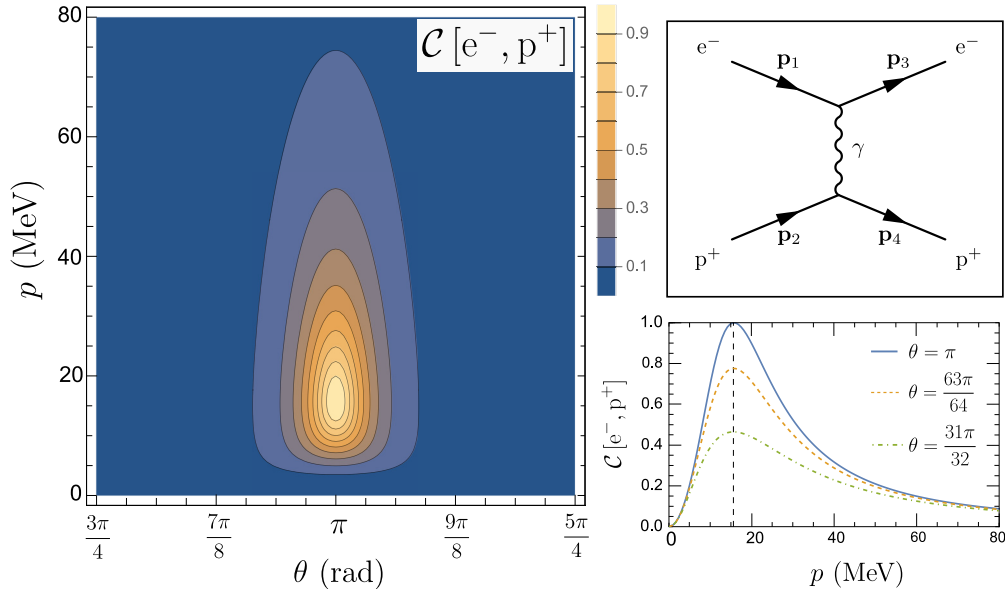 C [e⁻, p⁺]
80
60
40
20
0
p (MeV)
3π/4
7π/8
π
9π/8
5π/4
θ (rad)
0.9
0.7
0.5
0.3
0.1
e⁻
p₁
p₃
e⁻
γ
p⁺
p₂
p₄
p⁺
1.0
0.8
0.6
0.4
0.2
0.0
C [e⁻, p⁺]
θ = π
θ = 63π/64
θ = 31π/32
0
20
40
60
80
p (MeV)